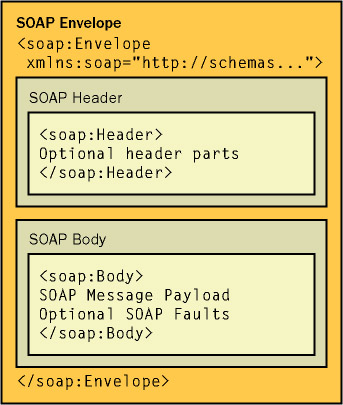 SOAP Envelope
<soap:Envelope
xmlns:soap="http://schemas...">
SOAP Header
<soap:Header>
Optional header parts
</soap:Header>
SOAP Body
<soap:Body>
SOAP Message Payload
Optional SOAP Faults
</soap:Body>
</soap:Envelope>